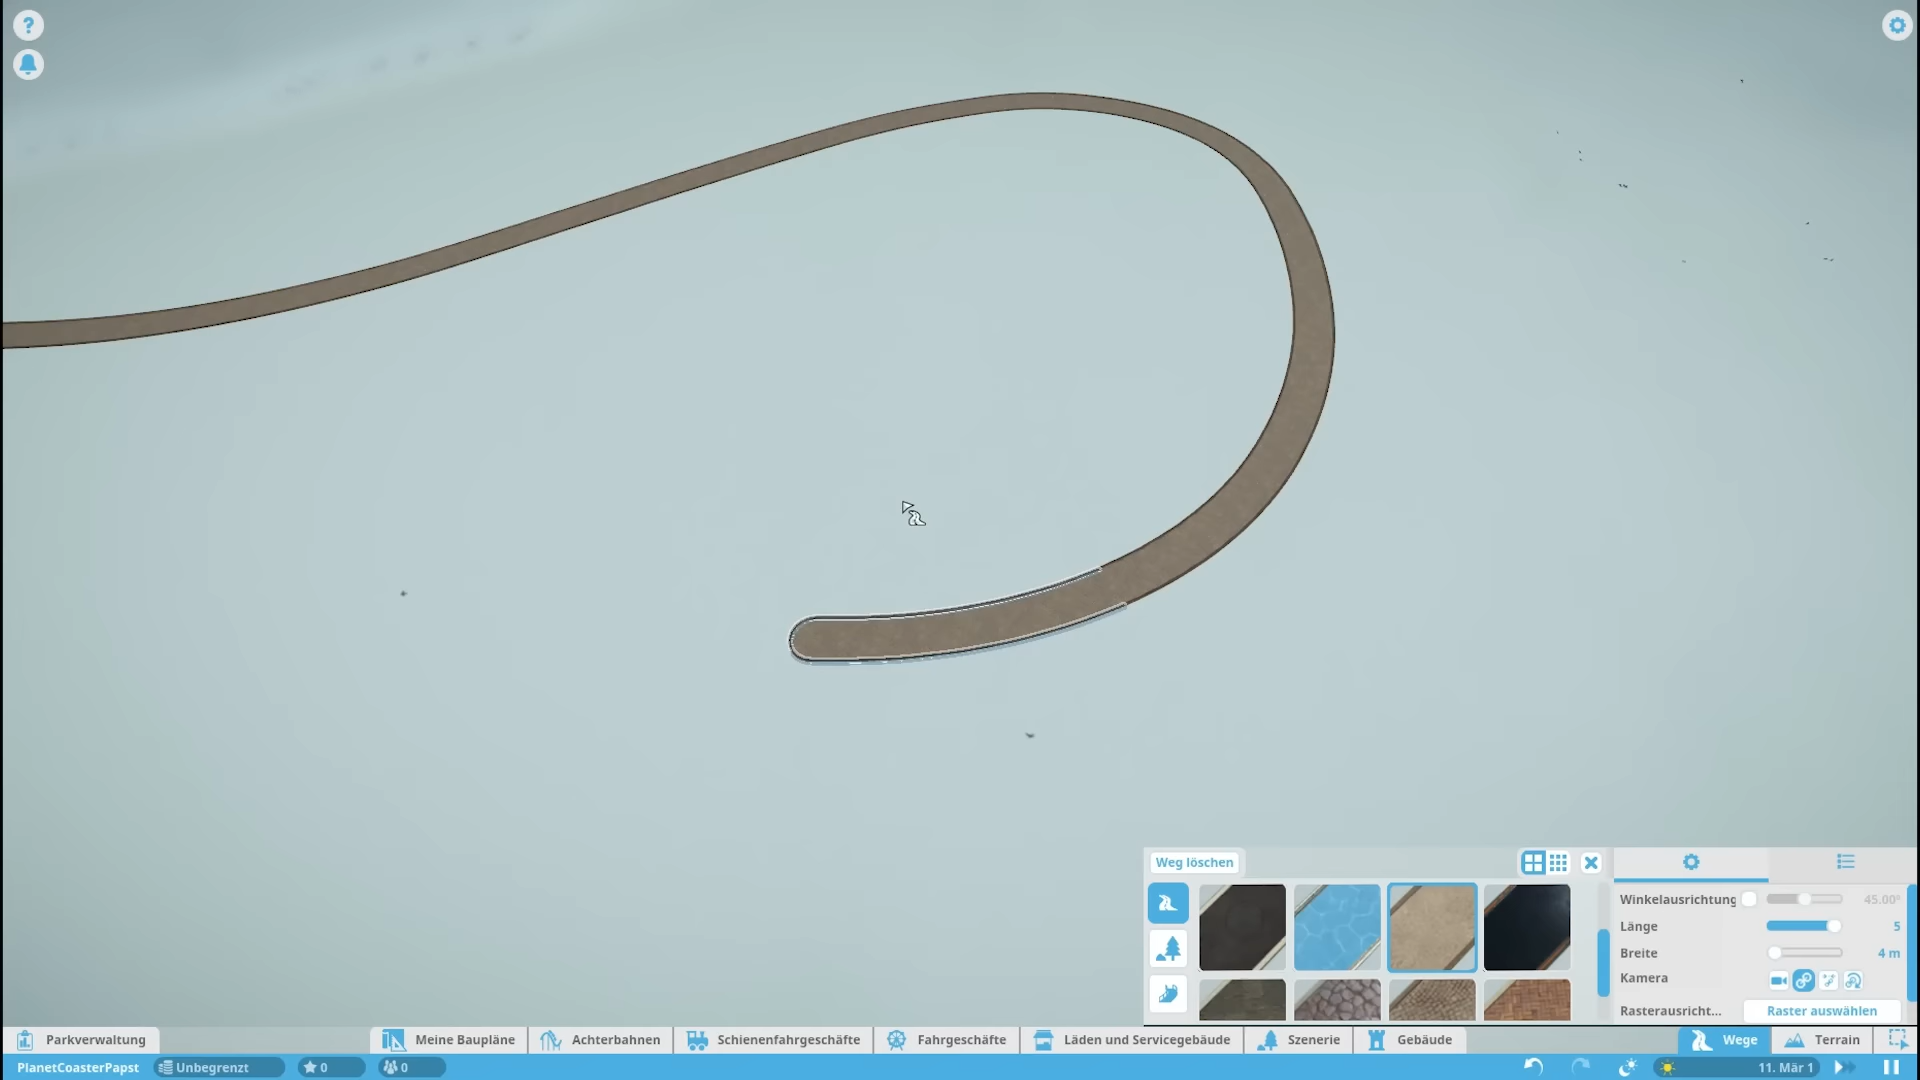 ?
Weg löschen
Winkelausrichtung 45.00°
Länge 5
Breite 4 m
Kamera
Rasterausricht... Raster auswählen
Parkverwaltung Meine Baupläne Achterbahnen Schienenfahrgeschäfte Fahrgeschäfte Läden und Servicegebäude Szenerie Gebäude Wege Terrain
PlanetCoasterPapst Unbegrenzt 0 0 11. Mär 1